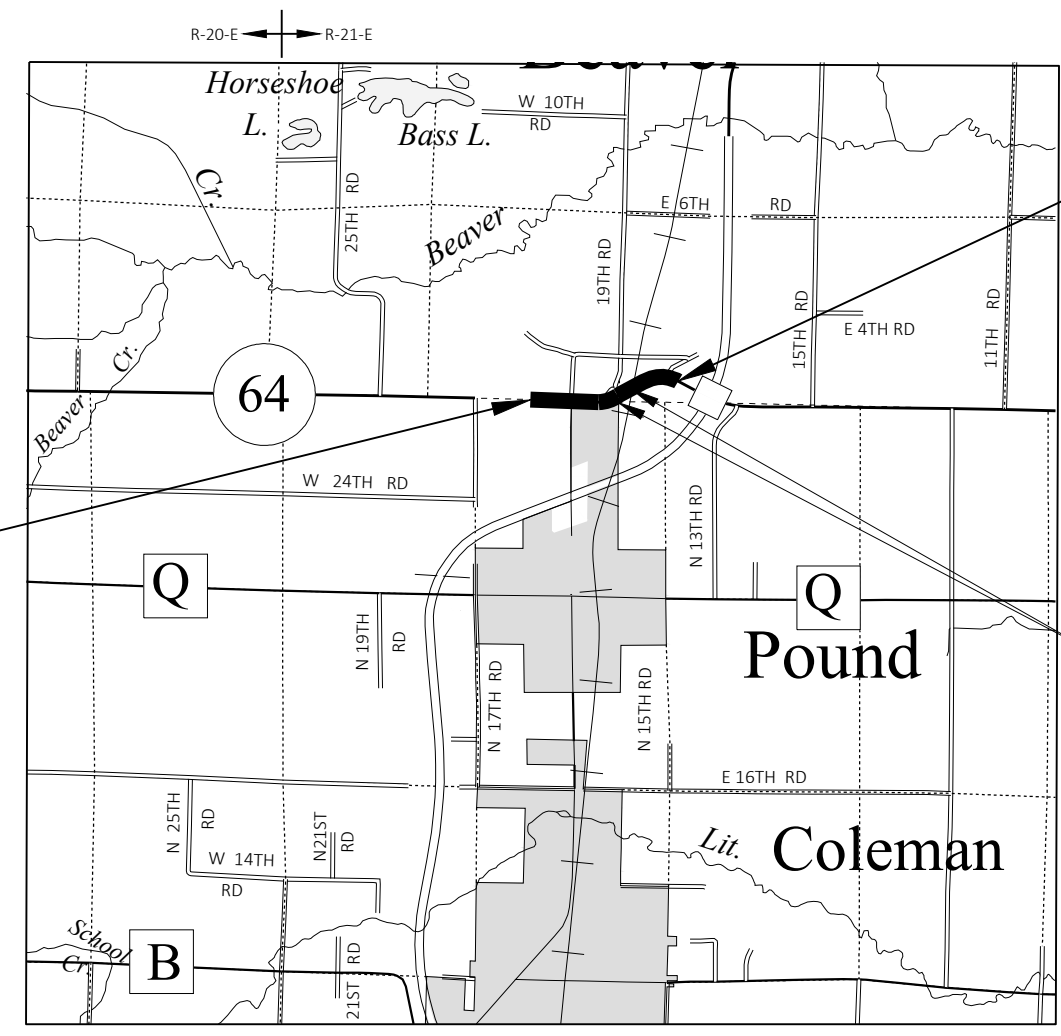 R-20-E R-21-E
Horseshoe
L.
Bass L.
W 10TH
RD
Cr.
25TH RD
Beaver
E 6TH RD
19TH RD
15TH RD
E 4TH RD
11TH RD
Cr.
Beaver
64
W 24TH RD
N 13TH RD
Q
Q
N 19TH
RD
Pound
N 17TH RD
N 15TH RD
E 16TH RD
N 25TH
RD
N21ST
RD
W 14TH
RD
Lit.
Coleman
School
Cr.
B
21ST RD